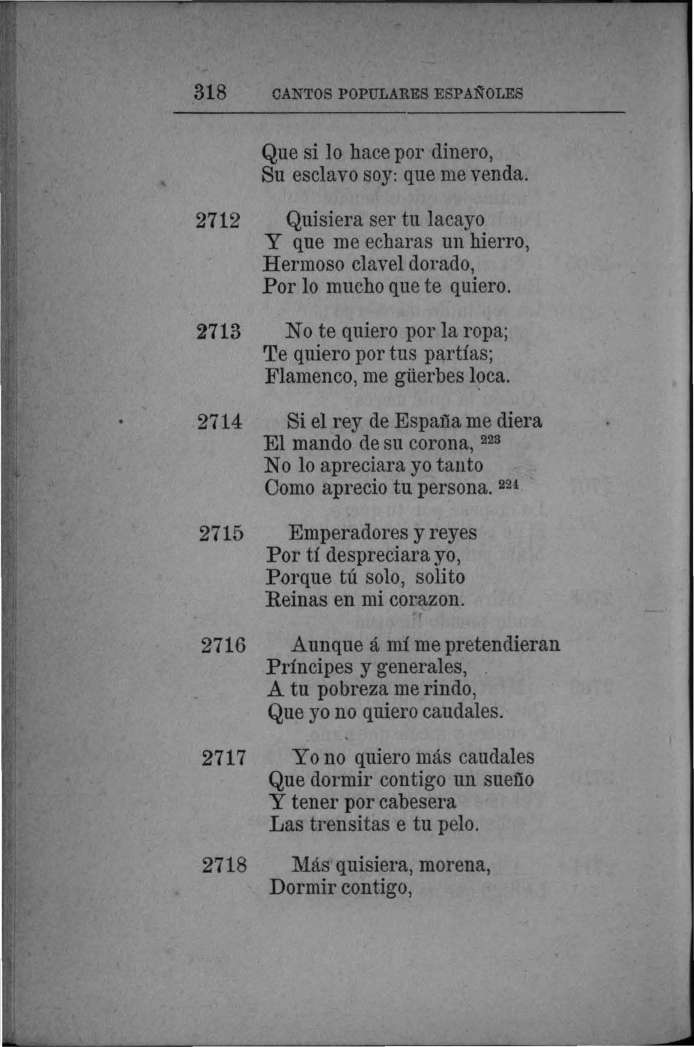 318 CANTOS POPULARES ESPAÑOLES
Que si lo hace por dinero,
Su esclavo soy: que me venda.
2712 Quisiera ser tu lacayo
Y que me echaras un hierro,
Hermoso clavel dorado,
Por lo mucho que te quiero.
2713 No te quiero por la ropa;
Te quiero por tus partías;
Flamenco, me güerbes loca.
2714 Si el rey de España me diera
El mando de su corona, 223
No lo apreciara yo tanto
Como aprecio tu persona. 224
2715 Emperadores y reyes
Por tí despreciara yo,
Porque tú solo, solito
Reinas en mi corazon.
2716 Aunque á mí me pretendieran
Príncipes y generales,
A tu pobreza me rindo,
Que yo no quiero caudales.
2717 Yo no quiero más caudales
Que dormir contigo un sueño
Y tener por cabesera
Las trensitas e tu pelo.
2718 Más quisiera, morena,
Dormir contigo,